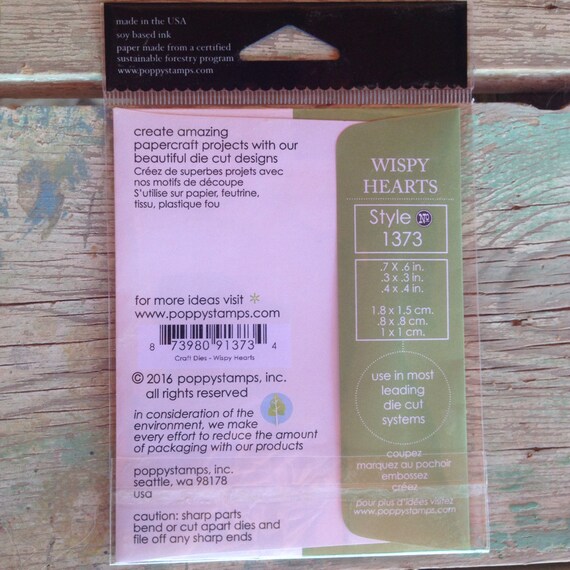 made in the USA
soy based ink
paper made from a certified
sustainable forestry program
www.poppystamps.com
create amazing
papercraft projects with our
beautiful die cut designs
Créez de superbes projets avec
nos motifs de découpe
S'utilise sur papier, feutrine,
tissu, plastique fou
for more ideas visit
www.poppystamps.com
8 73980 91373 4
Craft Dies - Wispy Hearts
© 2016 poppystamps, inc.
all rights reserved
in consideration of the
environment, we make
every effort to reduce the amount
of packaging with our products
poppystamps, inc.
seattle, wa 98178
usa
caution: sharp parts
bend or cut apart dies and
file off any sharp ends
WISPY
HEARTS
Style No
1373
.7 X .6 in.
.3 x .3 in.
.4 x .4 in.
1.8 x 1.5 cm.
.8 x .8 cm.
1 x 1 cm.
use in most
leading
die cut
systems
coupez
marquez au pochoir
embossez
créez
pour plus d'idées visitez
www.poppystamps.com